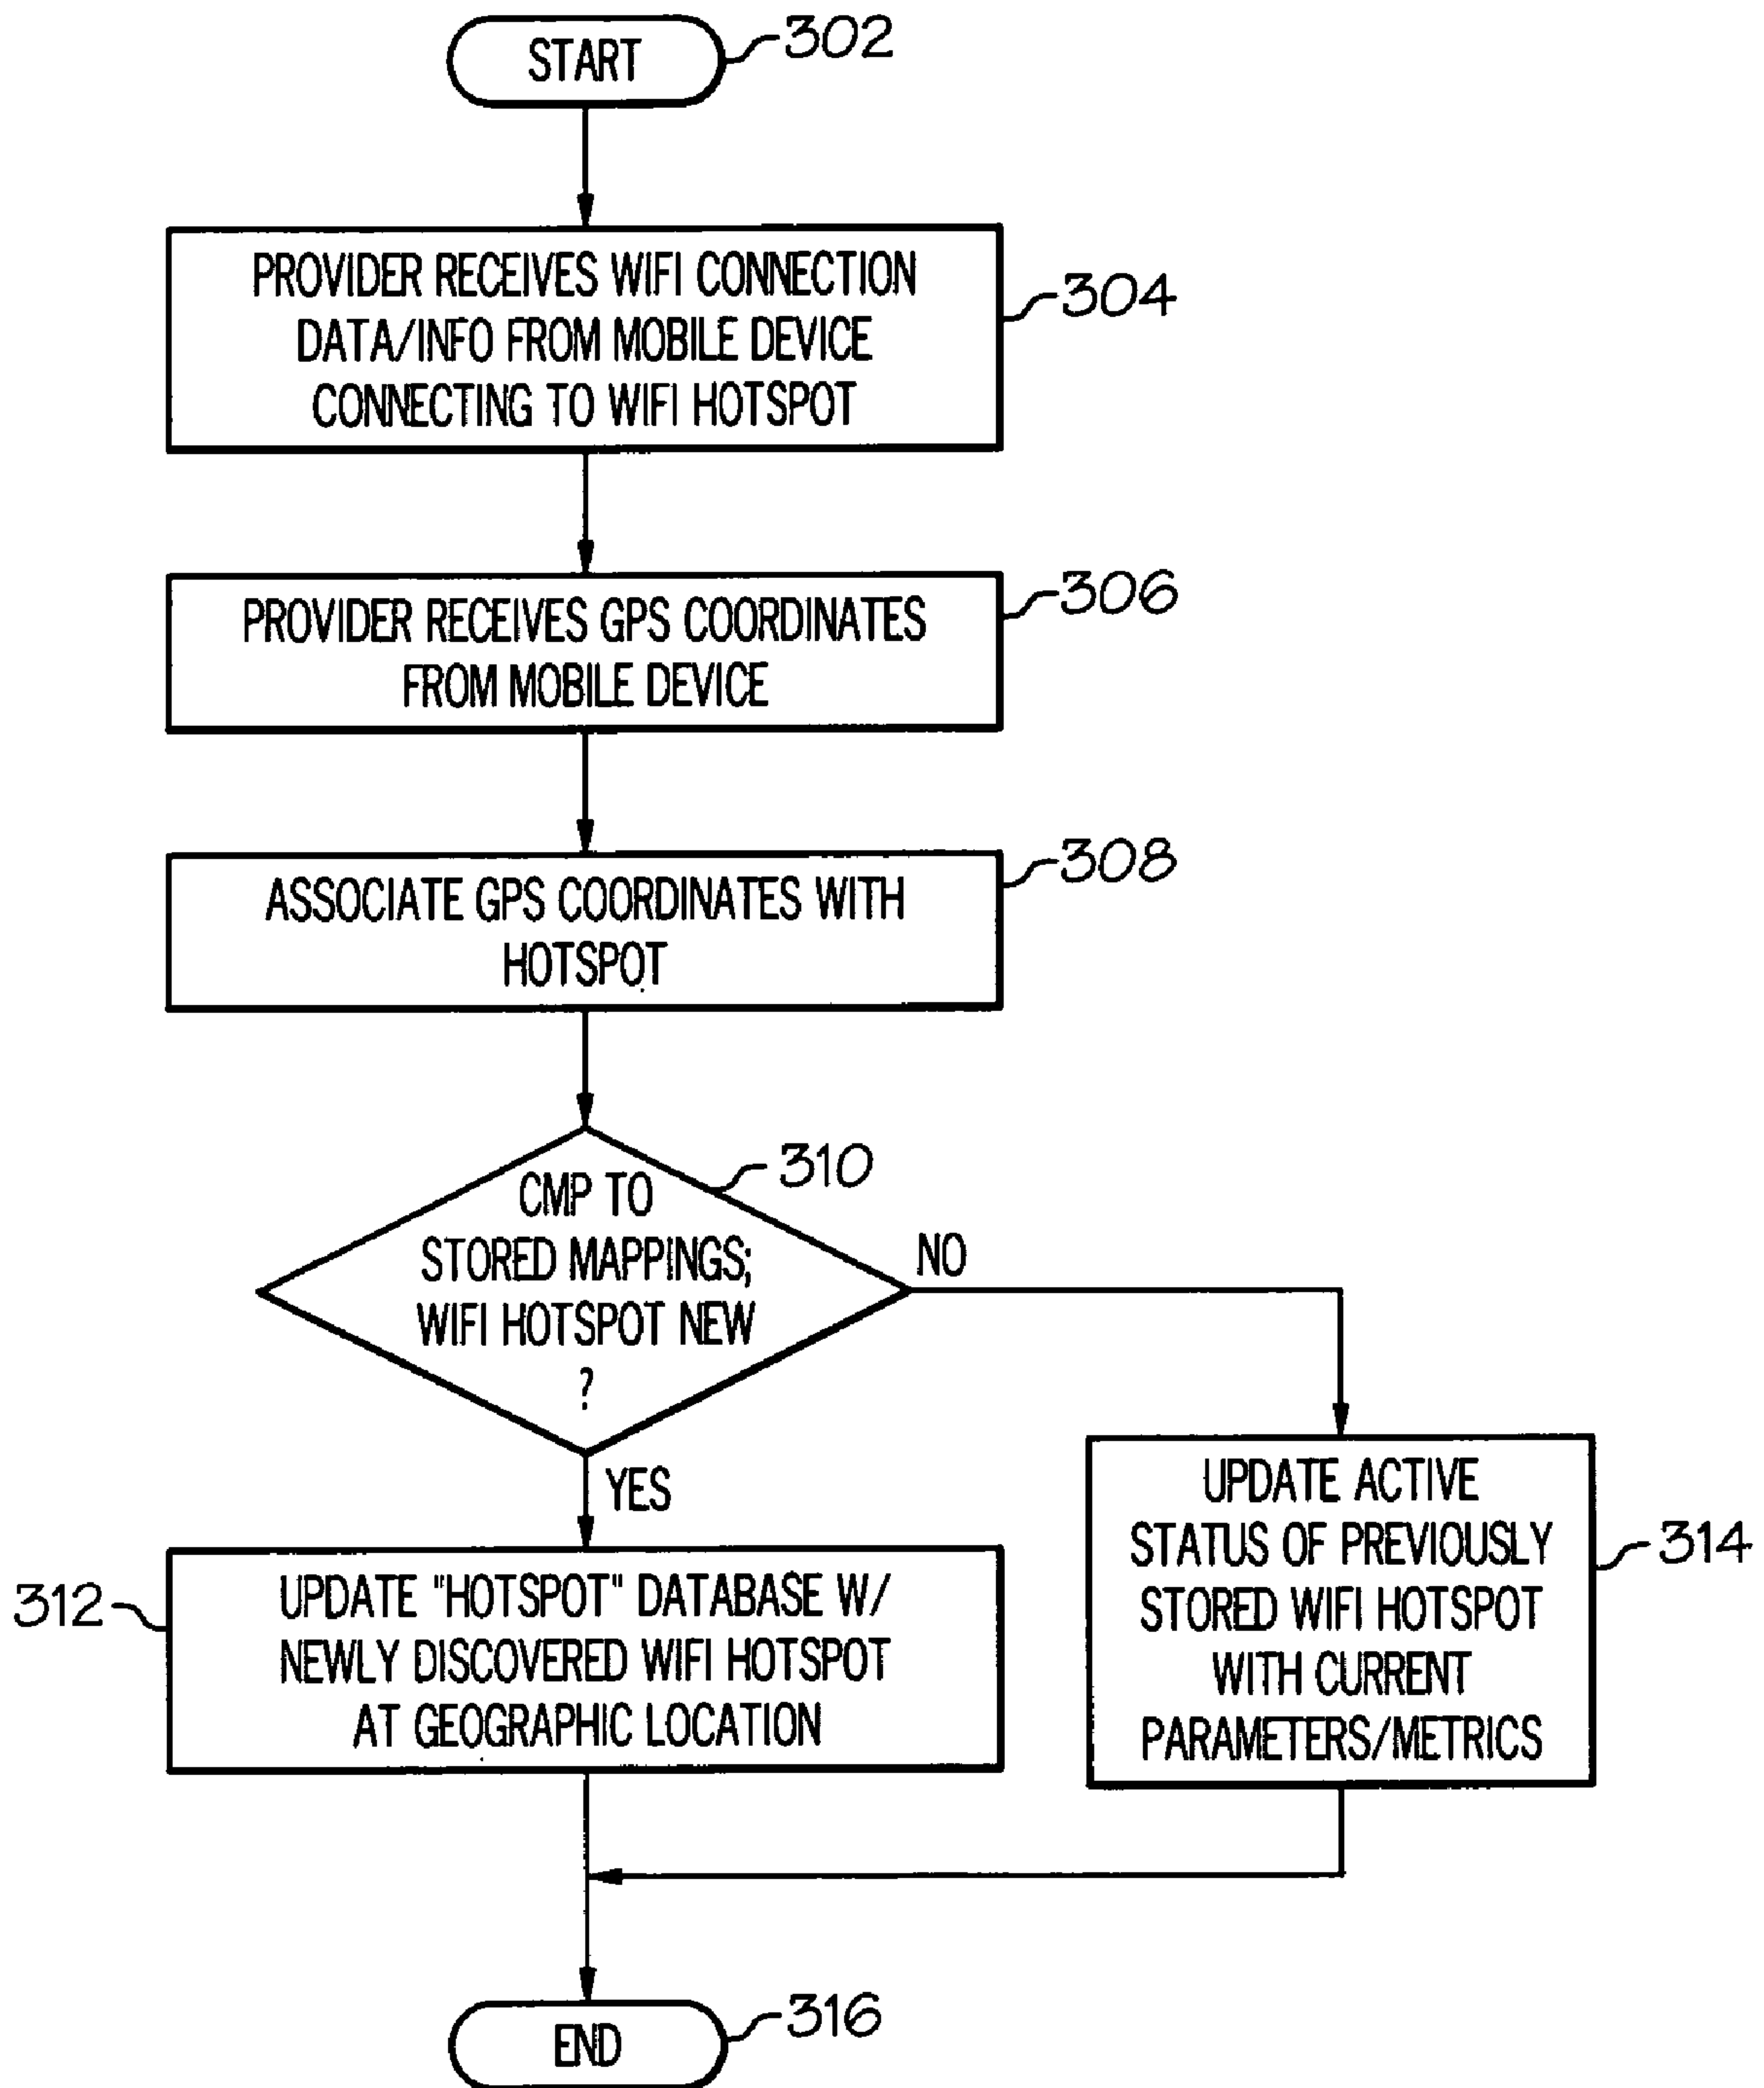 START
302
PROVIDER RECEIVES WIFI CONNECTION
DATA/INFO FROM MOBILE DEVICE
CONNECTING TO WIFI HOTSPOT
304
PROVIDER RECEIVES GPS COORDINATES
FROM MOBILE DEVICE
306
ASSOCIATE GPS COORDINATES WITH
HOTSPOT
308
CMP TO
STORED MAPPINGS;
WIFI HOTSPOT NEW
?
310
NO
YES
UPDATE "HOTSPOT" DATABASE W/
NEWLY DISCOVERED WIFI HOTSPOT
AT GEOGRAPHIC LOCATION
312
UPDATE ACTIVE
STATUS OF PREVIOUSLY
STORED WIFI HOTSPOT
WITH CURRENT
PARAMETERS/METRICS
314
END
316